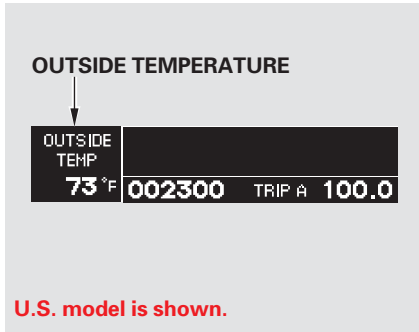 OUTSIDE TEMPERATURE
OUTSIDE
TEMP
73 °F 002300 TRIP A 100.0
U.S. model is shown.